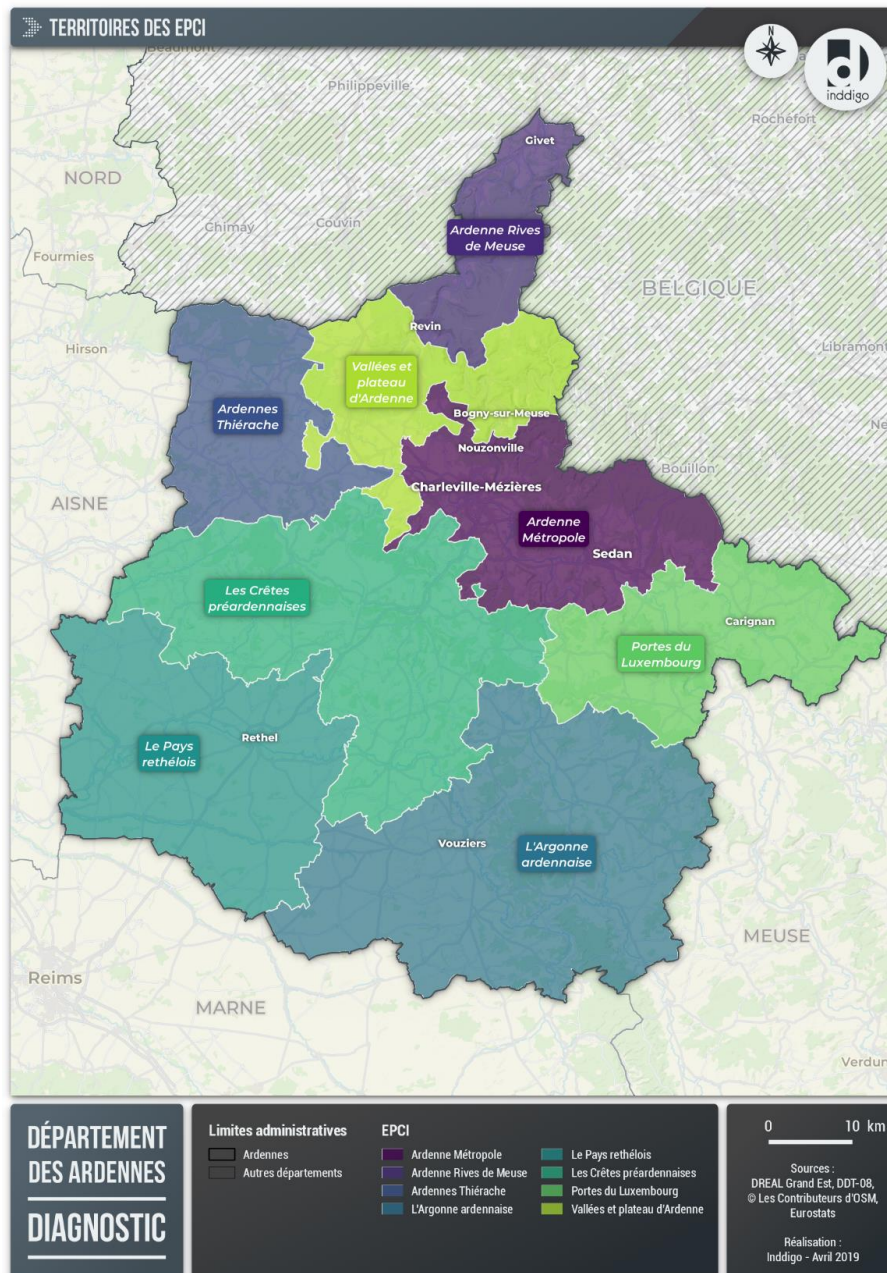 TERRITOIRES DES EPCI
N
inddigo
Beaumont
Philippeville
Rochefort
Givet
NORD
Chimay
Couvin
Ardenne Rives
de Meuse
Fourmies
BELGIQUE
Revin
Hirson
Libramont
Vallées et
plateau
d'Ardenne
Ardennes
Thiérache
Bogny-sur-Meuse
Nouzonville
Bouillon
Charleville-Mézières
AISNE
Ardenne
Métropole
Sedan
Les Crêtes
préardennaises
Carignan
Portes du
Luxembourg
Le Pays
rethélois
Rethel
Vouziers
L'Argonne
ardennaise
MEUSE
Reims
MARNE
Verdun
DÉPARTEMENT
DES ARDENNES
DIAGNOSTIC
Limites administratives
Ardennes
Autres départements
EPCI
Ardenne Métropole
Ardenne Rives de Meuse
Ardennes Thiérache
L'Argonne ardennaise
Le Pays rethélois
Les Crêtes préardennaises
Portes du Luxembourg
Vallées et plateau d'Ardenne
0 10 km
Sources :
DREAL Grand Est, DDT-08,
© Les Contributeurs d'OSM,
Eurostats
Réalisation :
Inddigo - Avril 2019